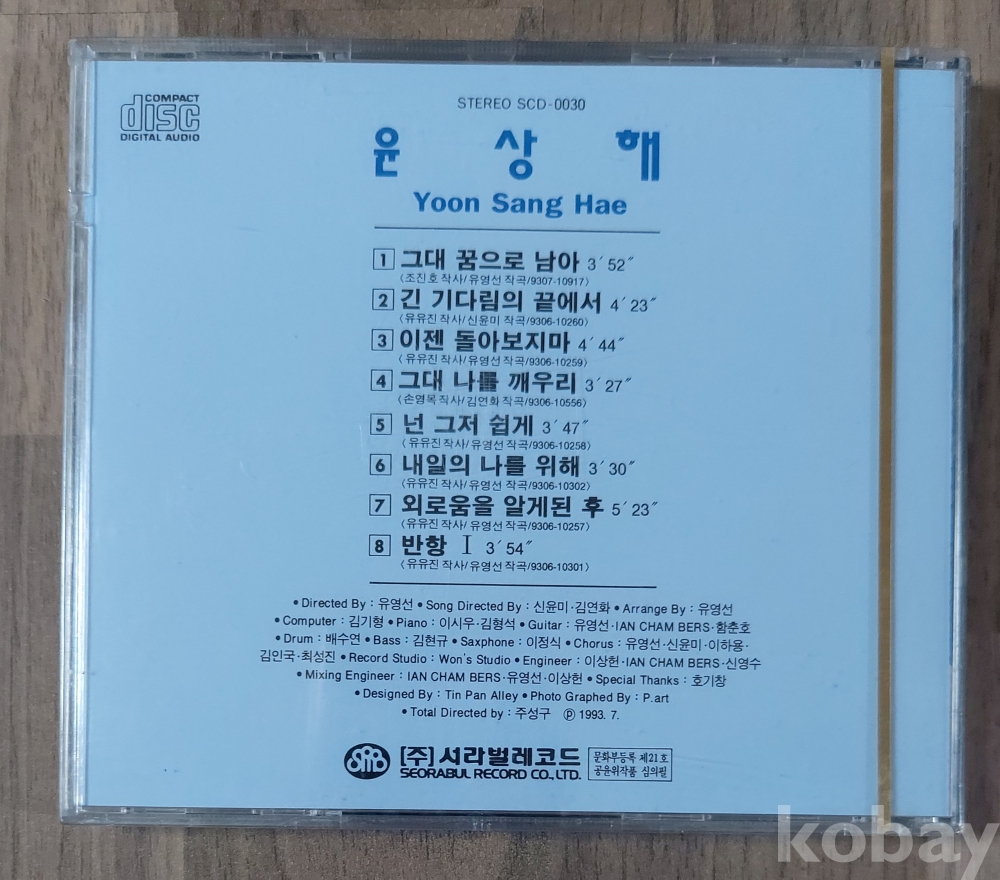 COMPACT
disc
DIGITAL AUDIO
STEREO SCD-0030
윤 상 해
Yoon Sang Hae
1 그대 꿈으로 남아 3′52″
〈조진호 작사/유영선 작곡/9307-10917〉
2 긴 기다림의 끝에서 4′23″
〈유유진 작사/신윤미 작곡/9306-10260〉
3 이젠 돌아보지마 4′44″
〈유유진 작사/유영선 작곡/9306-10259〉
4 그대 나를 깨우리 3′27″
〈손영목 직사/김연화 작곡/9306-10556〉
5 넌 그저 쉽게 3′47″
〈유유진 작사/유영선 작곡/9306-10258〉
6 내일의 나를 위해 3′30″
〈유유진 작사/유영선 작곡/9306-10302〉
7 외로움을 알게된 후 5′23″
〈유유진 작사/유영선 작곡/9306-10257〉
8 반항 Ⅰ 3′54″
〈유유진 작사/유영선 작곡/9306-10301〉
• Directed By : 유영선 • Song Directed By : 신윤미·김연화 • Arrange By : 유영선
• Computer : 김기형 • Piano : 이시우·김형석 • Guitar : 유영선·IAN CHAM BERS·함춘호
• Drum : 배수연 • Bass : 김현규 • Saxphone : 이정식 • Chorus : 유영선·신윤미·이하용·
김인국·최성진 • Record Studio : Won's Studio • Engineer : 이상헌·IAN CHAM BERS·신영수
• Mixing Engineer : IAN CHAM BERS·유영선·이상헌 • Special Thanks : 호기창
• Designed By : Tin Pan Alley • Photo Graphed By : P.art
• Total Directed by : 주성구 ⓟ 1993. 7.
SRB [주] 서라벌레코드
SEORABUL RECORD CO., LTD.
문화부등록 제21호
공윤위작품 심의필
kobay